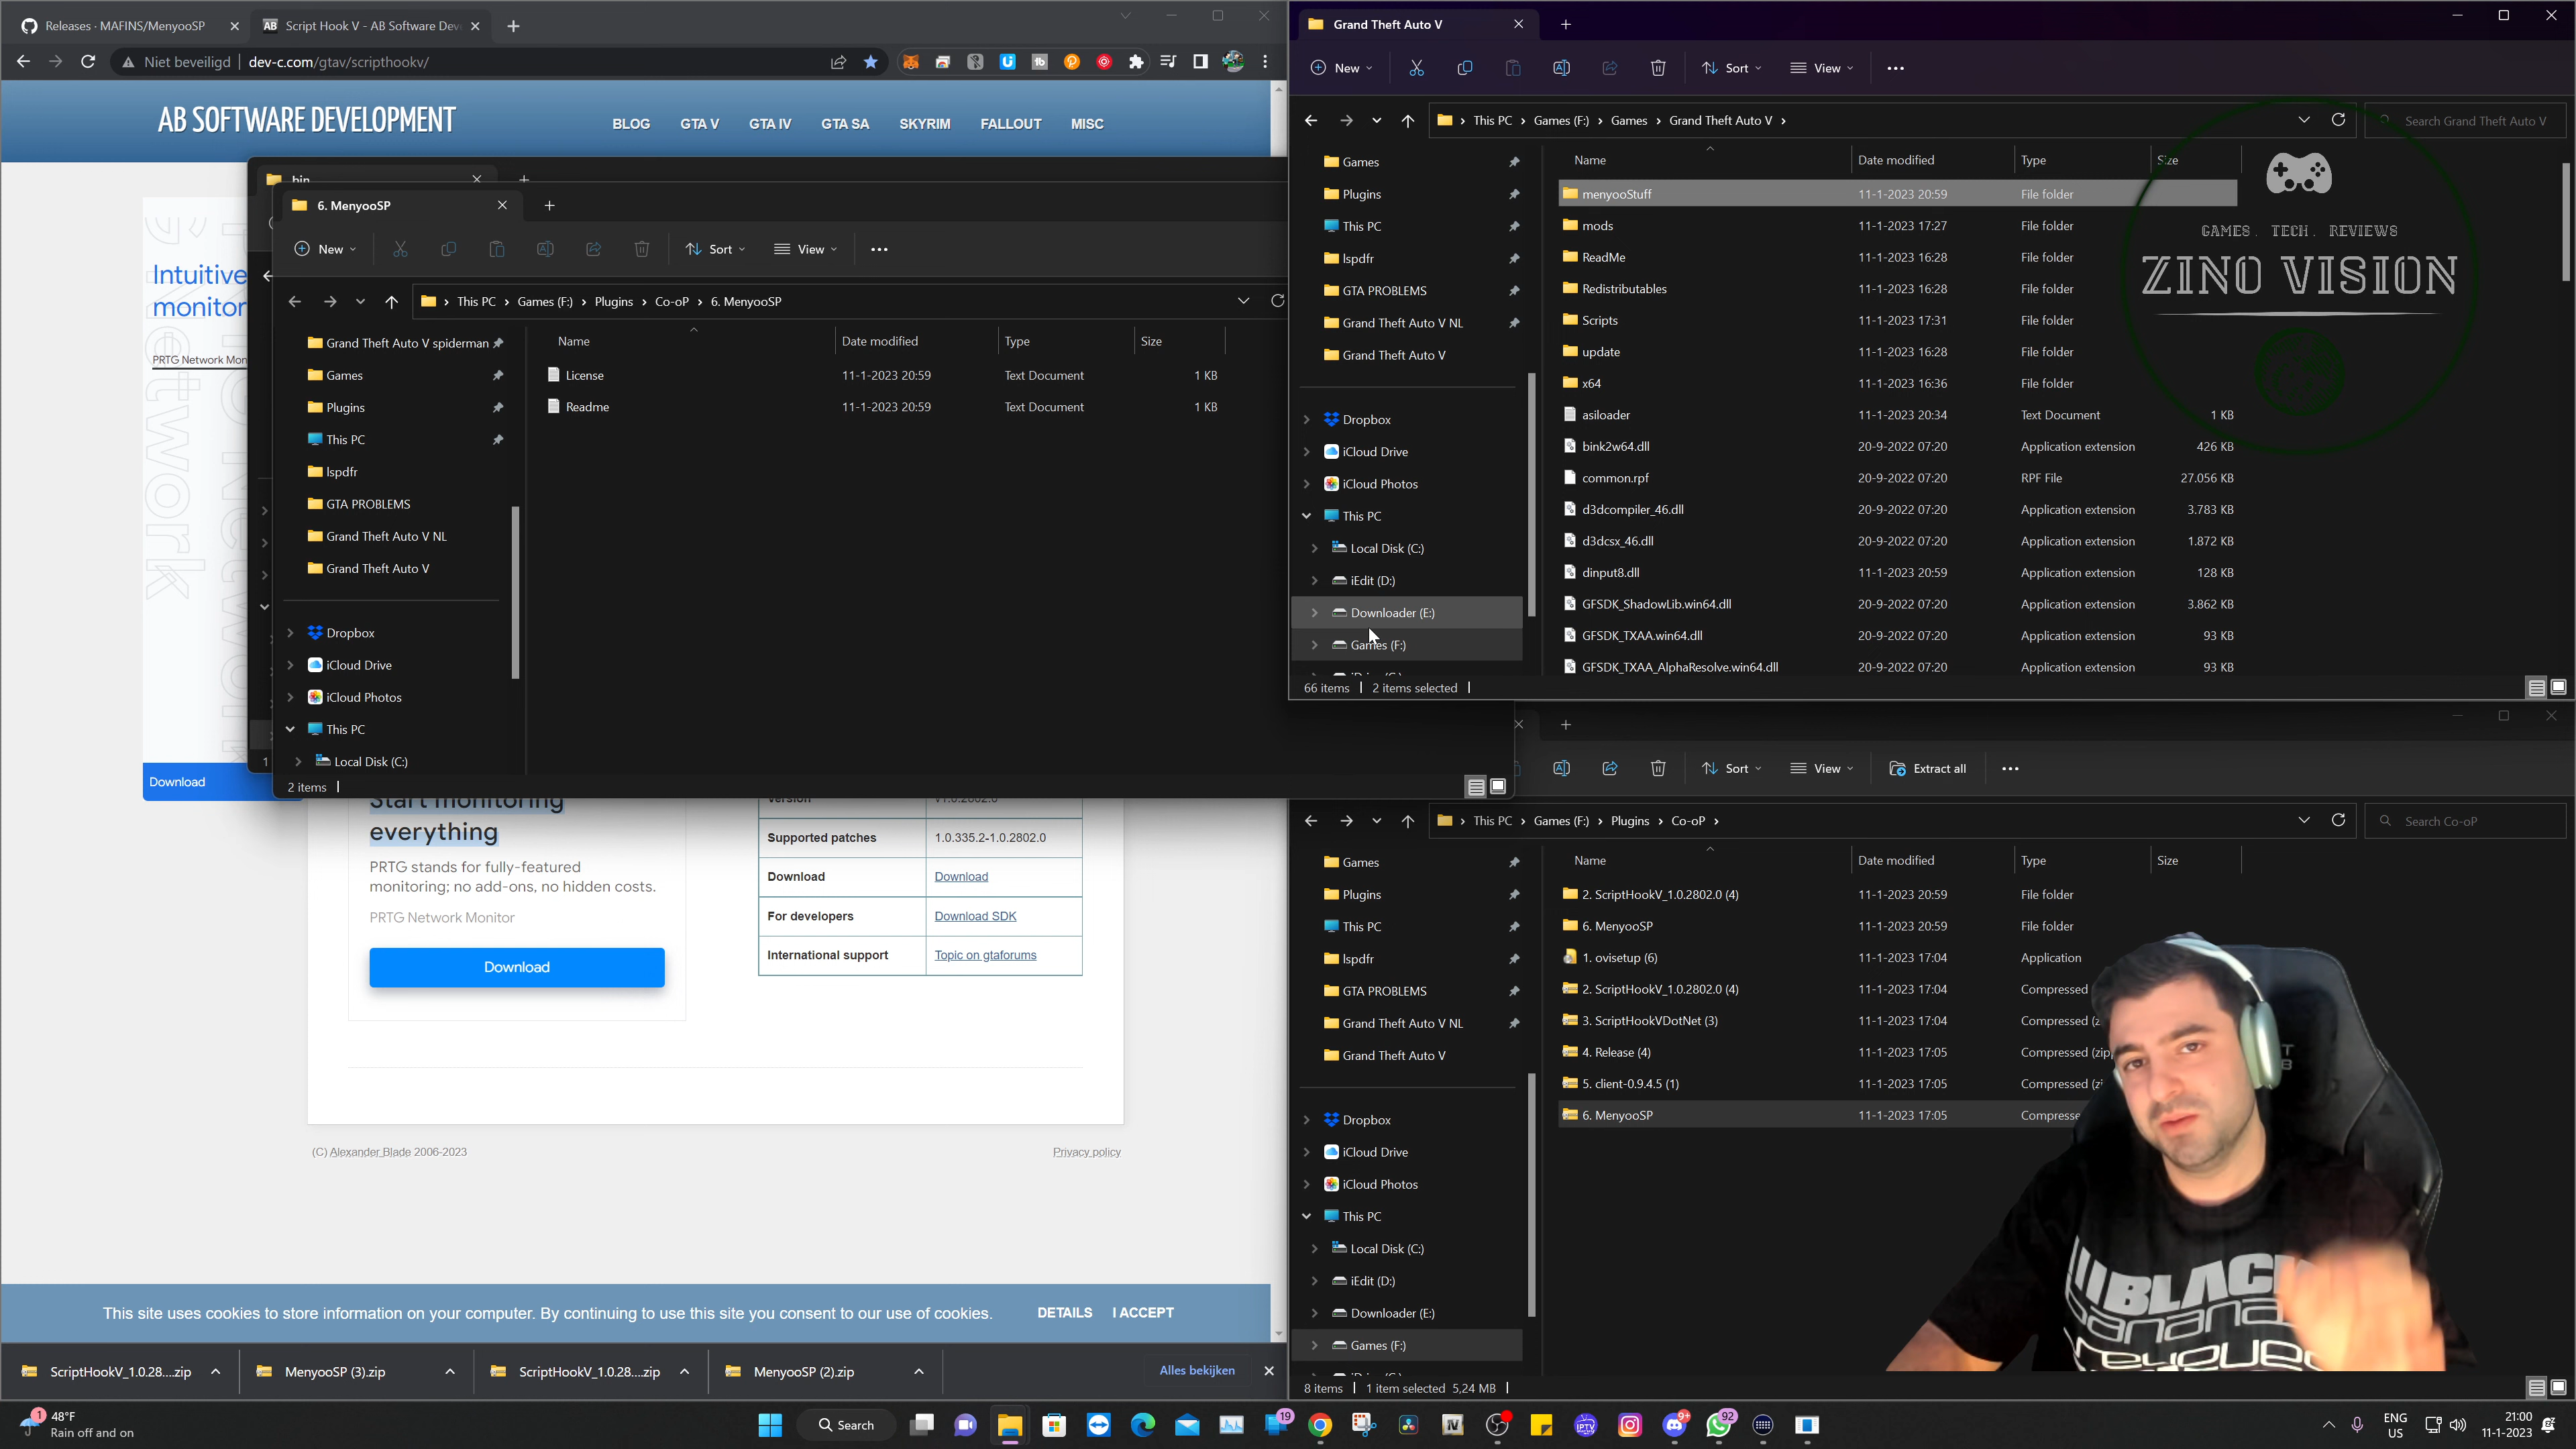 Releases · MAFINS/MenyooSP
Script Hook V - AB Software Dev
Niet beveiligd
dev-c.com/gtav/scripthookv/
AB SOFTWARE DEVELOPMENT
BLOG GTA V GTA IV GTA SA SKYRIM FALLOUT MISC
Intuitive
monitor
PRTG Network Mon
Download
bin
6. MenyooSP
New Sort View
This PC > Games (F:) > Plugins > Co-oP > 6. MenyooSP
Name Date modified Type Size
Grand Theft Auto V spiderman
Games
Plugins
This PC
lspdfr
GTA PROBLEMS
Grand Theft Auto V NL
Grand Theft Auto V
Dropbox
iCloud Drive
iCloud Photos
This PC
Local Disk (C:)
License 11-1-2023 20:59 Text Document 1 KB
Readme 11-1-2023 20:59 Text Document 1 KB
2 items
Start monitoring
everything
PRTG stands for fully-featured
monitoring; no add-ons, no hidden costs.
PRTG Network Monitor
Download
Version v1.0.2802.0
Supported patches 1.0.335.2-1.0.2802.0
Download Download
For developers Download SDK
International support Topic on gtaforums
(C) Alexander Blade 2006-2023
Privacy policy
This site uses cookies to store information on your computer. By continuing to use this site you consent to our use of cookies. DETAILS I ACCEPT
ScriptHookV_1.0.28....zip MenyooSP (3).zip ScriptHookV_1.0.28....zip MenyooSP (2).zip Alles bekijken
Grand Theft Auto V
New Sort View
This PC > Games (F:) > Games > Grand Theft Auto V >
Search Grand Theft Auto V
Games
Plugins
This PC
lspdfr
GTA PROBLEMS
Grand Theft Auto V NL
Grand Theft Auto V
Dropbox
iCloud Drive
iCloud Photos
This PC
Local Disk (C:)
iEdit (D:)
Downloader (E:)
Games (F:)
Name Date modified Type Size
menyooStuff 11-1-2023 20:59 File folder
mods 11-1-2023 17:27 File folder
ReadMe 11-1-2023 16:28 File folder
Redistributables 11-1-2023 16:28 File folder
Scripts 11-1-2023 17:31 File folder
update 11-1-2023 16:28 File folder
x64 11-1-2023 16:36 File folder
asiloader 11-1-2023 20:34 Text Document 1 KB
bink2w64.dll 20-9-2022 07:20 Application extension 426 KB
common.rpf 20-9-2022 07:20 RPF File 27.056 KB
d3dcompiler_46.dll 20-9-2022 07:20 Application extension 3.783 KB
d3dcsx_46.dll 20-9-2022 07:20 Application extension 1.872 KB
dinput8.dll 11-1-2023 20:59 Application extension 128 KB
GFSDK_ShadowLib.win64.dll 20-9-2022 07:20 Application extension 3.862 KB
GFSDK_TXAA.win64.dll 20-9-2022 07:20 Application extension 93 KB
GFSDK_TXAA_AlphaResolve.win64.dll 20-9-2022 07:20 Application extension 93 KB
66 items 2 items selected
GAMES. TECH. REVIEWS
ZINO VISION
Sort View Extract all
This PC > Games (F:) > Plugins > Co-oP >
Search Co-oP
Games
Plugins
This PC
lspdfr
GTA PROBLEMS
Grand Theft Auto V NL
Grand Theft Auto V
Dropbox
iCloud Drive
iCloud Photos
This PC
Local Disk (C:)
iEdit (D:)
Downloader (E:)
Games (F:)
Name Date modified Type Size
2. ScriptHookV_1.0.2802.0 (4) 11-1-2023 20:59 File folder
6. MenyooSP 11-1-2023 20:59 File folder
1. ovisetup (6) 11-1-2023 17:04 Application
2. ScriptHookV_1.0.2802.0 (4) 11-1-2023 17:04 Compressed
3. ScriptHookVDotNet (3) 11-1-2023 17:04 Compressed (z
4. Release (4) 11-1-2023 17:05 Compressed (zip
5. client-0.9.4.5 (1) 11-1-2023 17:05 Compressed (zi
6. MenyooSP 11-1-2023 17:05 Compresse
8 items 1 item selected 5,24 MB
BLACK
banana
1 48°F
Rain off and on
Search
19 9+ 92
IPTV
ENG
US
21:00
11-1-2023